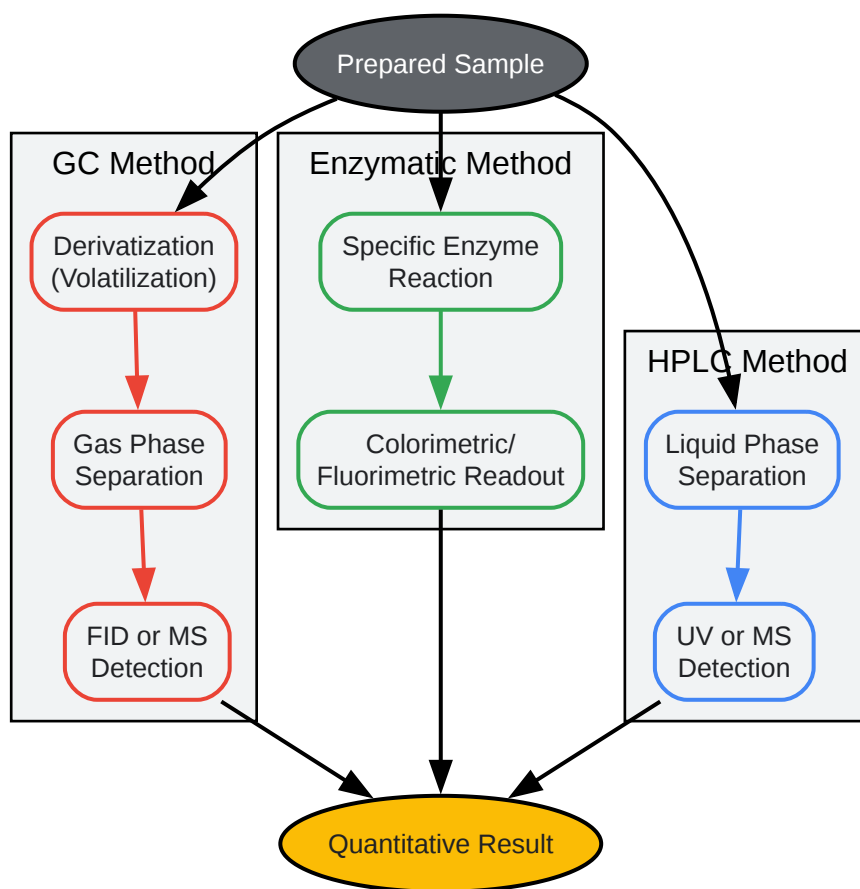 Prepared Sample
GC Method
Derivatization
(Volatilization)
Gas Phase
Separation
FID or MS
Detection
Enzymatic Method
Specific Enzyme
Reaction
Colorimetric/
Fluorimetric Readout
HPLC Method
Liquid Phase
Separation
UV or MS
Detection
Quantitative Result